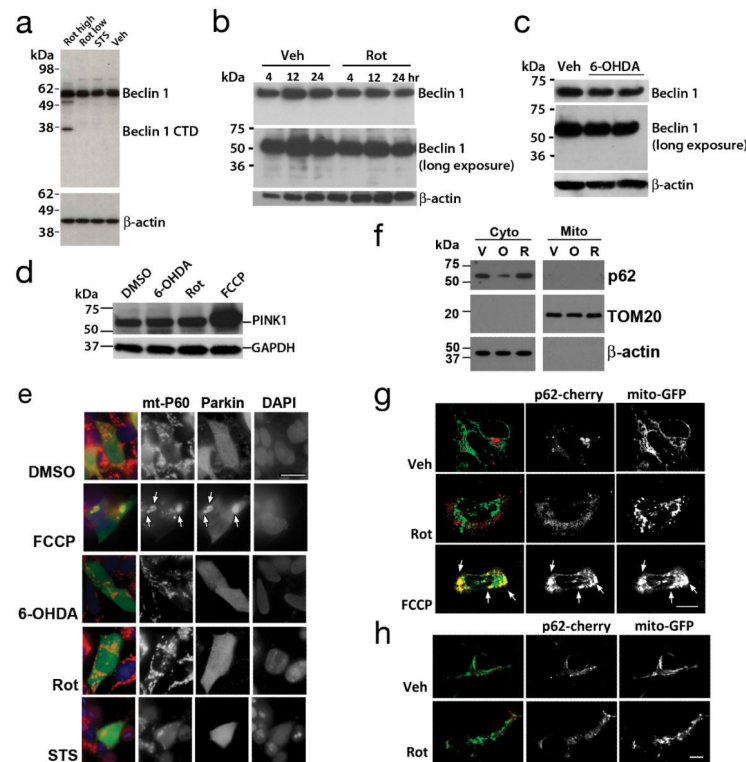 a
Rot high
Rot low
STS
Veh
kDa
98-
62-
49-
38-
Beclin 1
Beclin 1 CTD
62-
49-
38-
β-actin
b
Veh Rot
kDa 4 12 24 4 12 24 hr
Beclin 1
75
50
36
Beclin 1
(long exposure)
β-actin
c
Veh 6-OHDA
kDa
75
Beclin 1
75
50
36
Beclin 1
(long exposure)
β-actin
d
DMSO
6-OHDA
Rot
FCCP
kDa
75
50
PINK1
37
GAPDH
f
Cyto Mito
kDa V O R V O R
75
50
p62
20
TOM20
50
37
β-actin
e
mt-P60 Parkin DAPI
DMSO
FCCP
6-OHDA
Rot
STS
g
p62-cherry mito-GFP
Veh
Rot
FCCP
h
p62-cherry mito-GFP
Veh
Rot